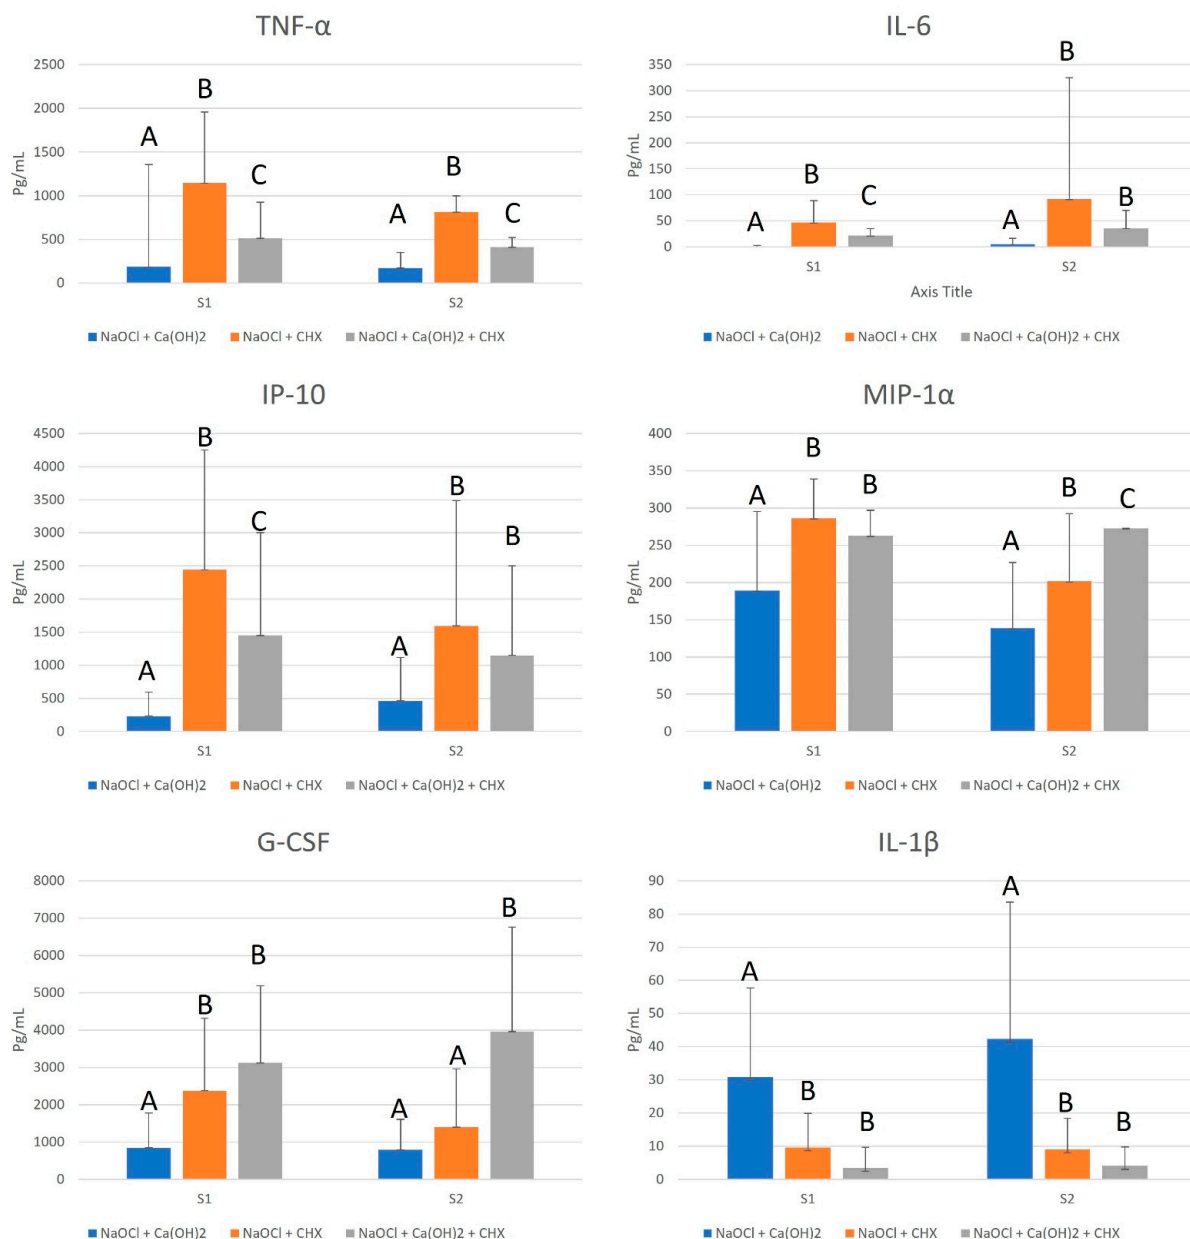 TNF-α
2500
2000
1500
1000
500
0
Pg/mL
A
B
C
A
B
C
S1
S2
NaOCl + Ca(OH)2
NaOCl + CHX
NaOCl + Ca(OH)2 + CHX
IL-6
350
300
250
200
150
100
50
0
Pg/mL
A
B
C
A
B
B
S1
S2
Axis Title
NaOCl + Ca(OH)2
NaOCl + CHX
NaOCl + Ca(OH)2 + CHX
IP-10
4500
4000
3500
3000
2500
2000
1500
1000
500
0
Pg/mL
A
B
C
A
B
B
S1
S2
NaOCl + Ca(OH)2
NaOCl + CHX
NaOCl + Ca(OH)2 + CHX
MIP-1α
400
350
300
250
200
150
100
50
0
Pg/mL
A
B
B
A
B
C
S1
S2
NaOCl + Ca(OH)2
NaOCl + CHX
NaOCl + Ca(OH)2 + CHX
G-CSF
8000
7000
6000
5000
4000
3000
2000
1000
0
Pg/mL
A
B
B
A
A
B
S1
S2
NaOCl + Ca(OH)2
NaOCl + CHX
NaOCl + Ca(OH)2 + CHX
IL-1β
90
80
70
60
50
40
30
20
10
0
Pg/mL
A
B
B
A
B
B
S1
S2
NaOCl + Ca(OH)2
NaOCl + CHX
NaOCl + Ca(OH)2 + CHX